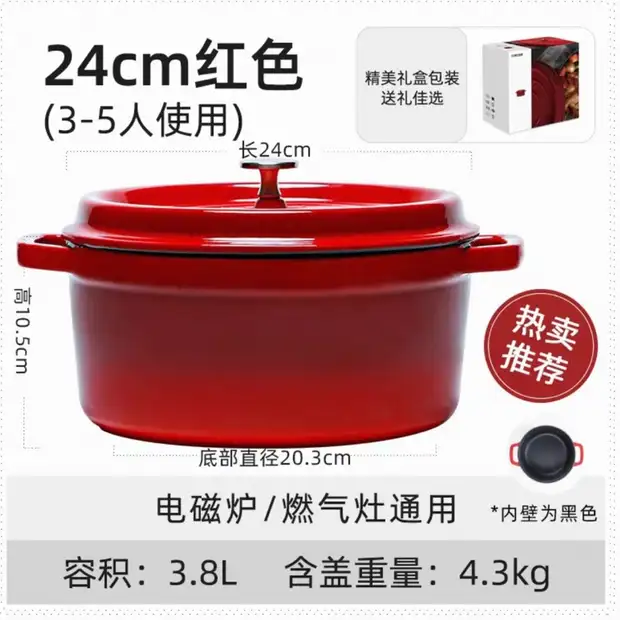 24cm红色
(3-5人使用)
精美礼盒包装
送礼佳选
长24cm
高10.5cm
热卖
推荐
底部直径20.3cm
电磁炉/燃气灶通用
*内壁为黑色
容积：3.8L 含盖重量：4.3kg